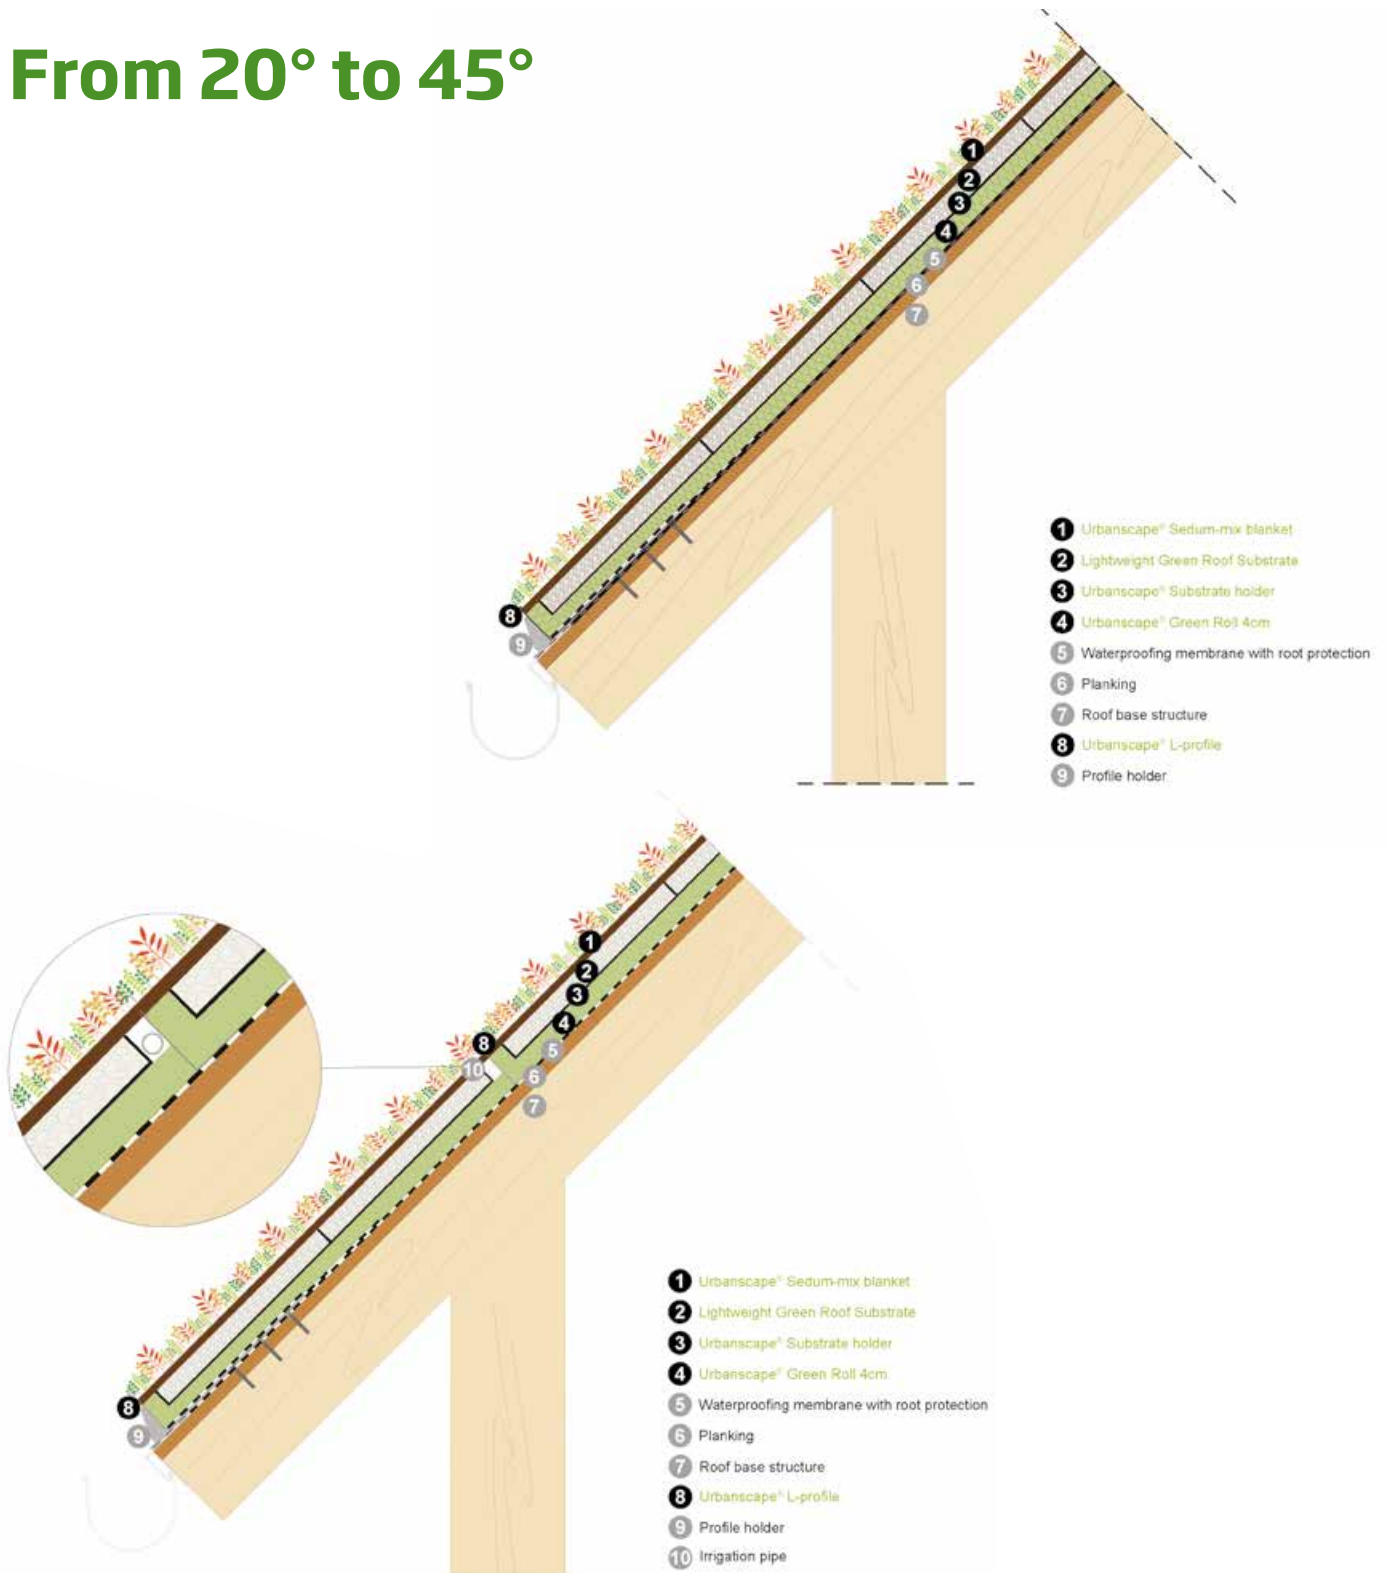 From 20° to 45°
1
2
3
4
5
6
7
8
9
1 Urbanscape® Sedum-mix blanket
2 Lightweight Green Roof Substrate
3 Urbanscape® Substrate holder
4 Urbanscape® Green Roll 4cm
5 Waterproofing membrane with root protection
6 Planking
7 Roof base structure
8 Urbanscape® L-profile
9 Profile holder
1
2
3
4
8
5
10
6
7
8
9
1 Urbanscape® Sedum-mix blanket
2 Lightweight Green Roof Substrate
3 Urbanscape® Substrate holder
4 Urbanscape® Green Roll 4cm
5 Waterproofing membrane with root protection
6 Planking
7 Roof base structure
8 Urbanscape® L-profile
9 Profile holder
10 Irrigation pipe